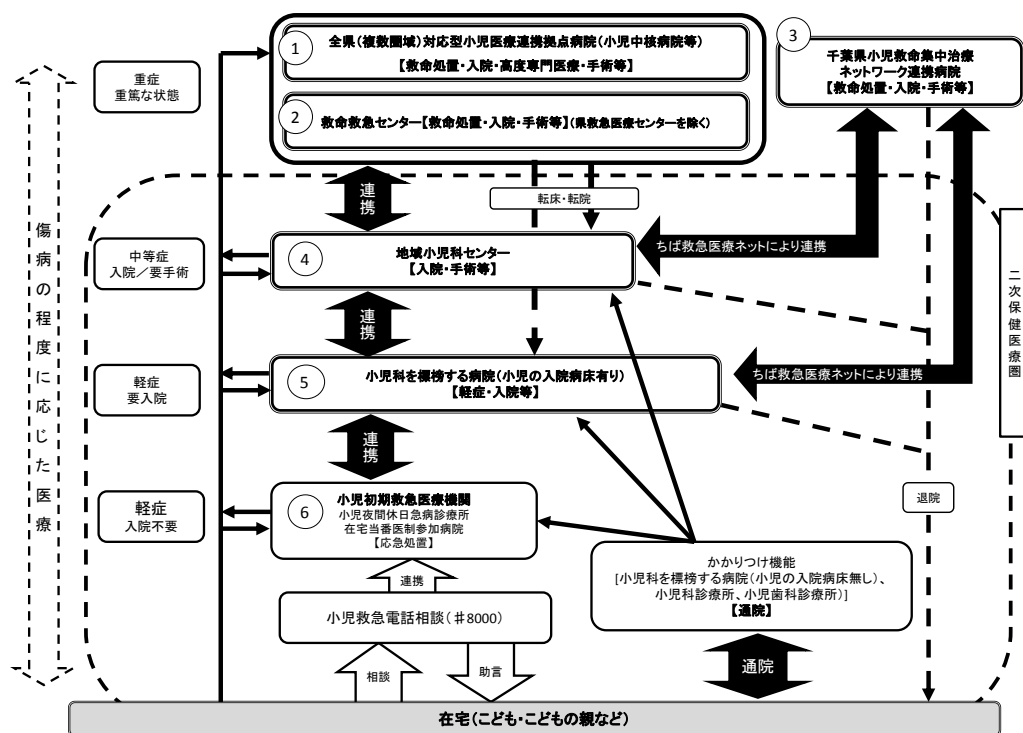 1
全県(複数圏域)対応型小児医療連携拠点病院(小児中核病院等)
【救命処置・入院・高度専門医療・手術等】
2
救命救急センター【救命処置・入院・手術等】(県救急医療センターを除く)
3
千葉県小児救命集中治療
ネットワーク連携病院
【救命処置・入院・手術等】
重症
重篤な状態
連携
転床・転院
傷病の程度に応じた医療
中等症
入院/要手術
4
地域小児科センター
【入院・手術等】
ちば救急医療ネットにより連携
二次保健医療圏
連携
軽症
要入院
5
小児科を標榜する病院(小児の入院病床有り)
【軽症・入院等】
ちば救急医療ネットにより連携
連携
軽症
入院不要
6
小児初期救急医療機関
小児夜間休日急病診療所
在宅当番医制参加病院
【応急処置】
退院
連携
かかりつけ機能
[小児科を標榜する病院(小児の入院病床無し)、
小児科診療所、小児歯科診療所)]
【通院】
小児救急電話相談(#8000)
相談
助言
通院
在宅(こども・こどもの親など)